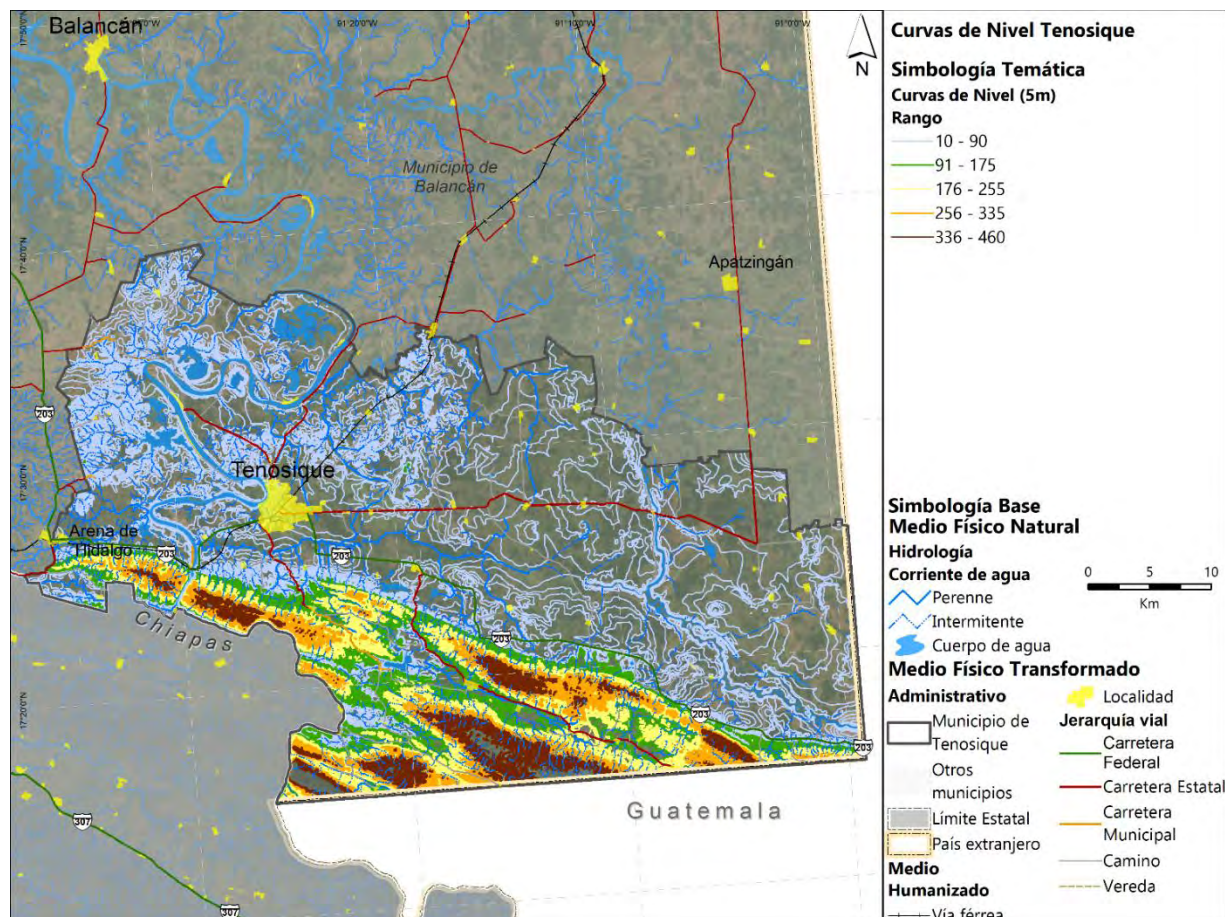 Balancán
17°50'0"N
91°20'0"W
91°10'0"W
91°0'0"W
N
Municipio de
Balancán
17°40'0"N
Apatzingán
203
Tenosique
17°30'0"N
Arena de
Hidalgo
203
203
Chiapas
203
203
203
17°20'0"N
Guatemala
307
307
Curvas de Nivel Tenosique
Simbología Temática
Curvas de Nivel (5m)
Rango
10 - 90
91 - 175
176 - 255
256 - 335
336 - 460
Simbología Base
Medio Físico Natural
Hidrología
Corriente de agua
Perenne
Intermitente
Cuerpo de agua
0 5 10
Km
Medio Físico Transformado
Administrativo
Municipio de
Tenosique
Otros
municipios
Límite Estatal
País extranjero
Medio
Humanizado
Vía férrea
Localidad
Jerarquía vial
Carretera
Federal
Carretera Estatal
Carretera
Municipal
Camino
Vereda